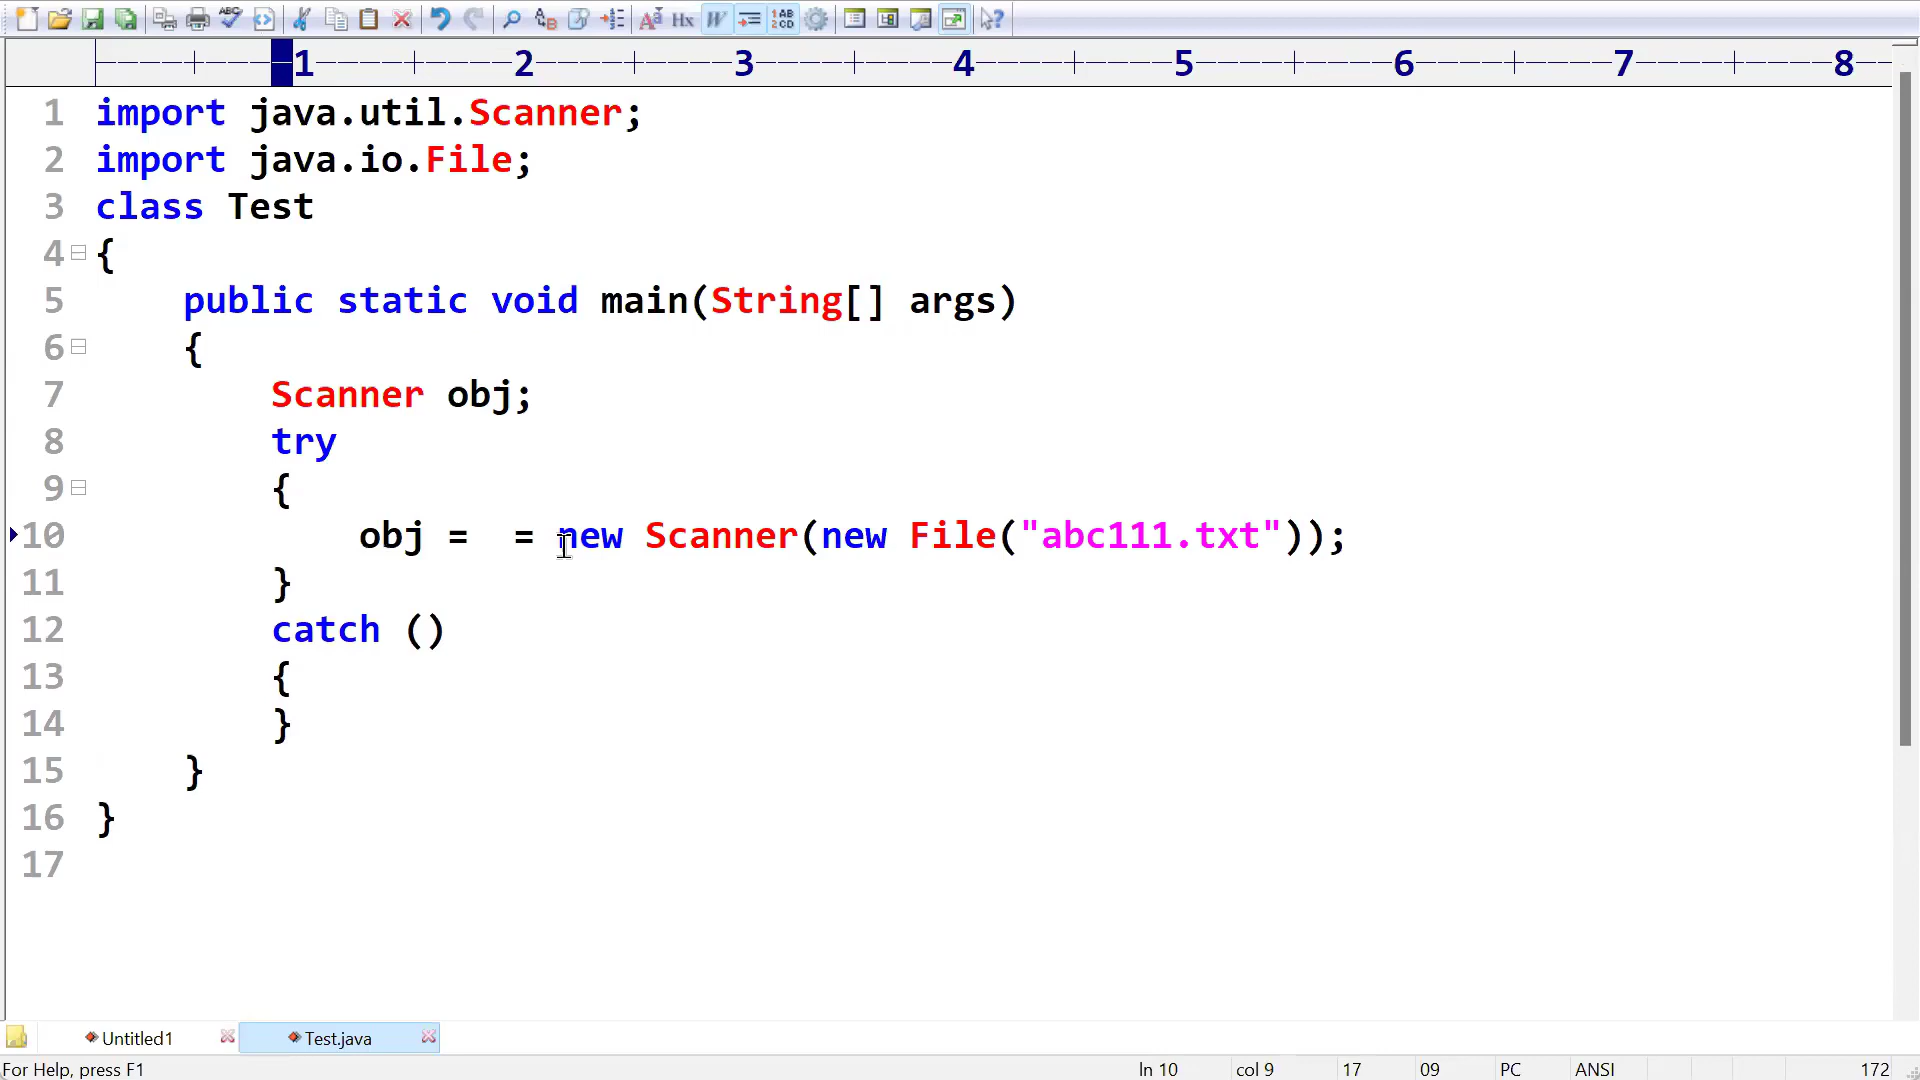 1 2 3 4 5 6 7 8
1 import java.util.Scanner;
2 import java.io.File;
3 class Test
4 {
5 public static void main(String[] args)
6 {
7 Scanner obj;
8 try
9 {
10 obj =  = new Scanner(new File("abc111.txt"));
11 }
12 catch ()
13 {
14 }
15 }
16 }
17
Untitled1 Test.java
For Help, press F1 ln 10 col 9 17 09 PC ANSI 172